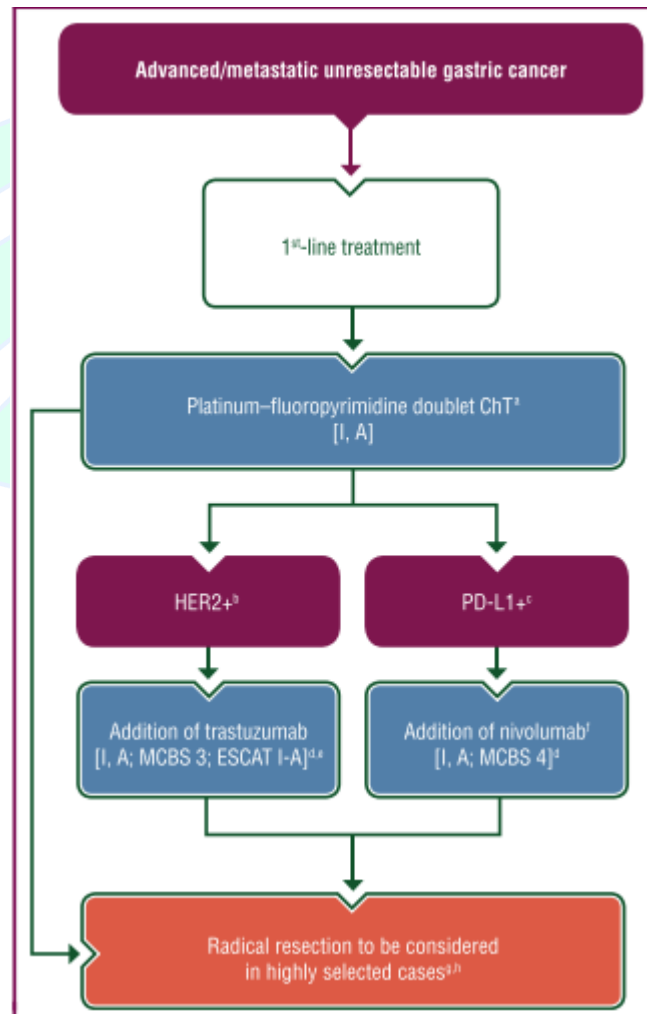 Advanced/metastatic unresectable gastric cancer
1st-line treatment
Platinum–fluoropyrimidine doublet ChTª
[I, A]
HER2+ᵇ
PD-L1+ᶜ
Addition of trastuzumab
[I, A; MCBS 3; ESCAT I-A]ᵈ,ᵉ
Addition of nivolumabᶠ
[I, A; MCBS 4]ᵈ
Radical resection to be considered
in highly selected casesᵍ,ʰ